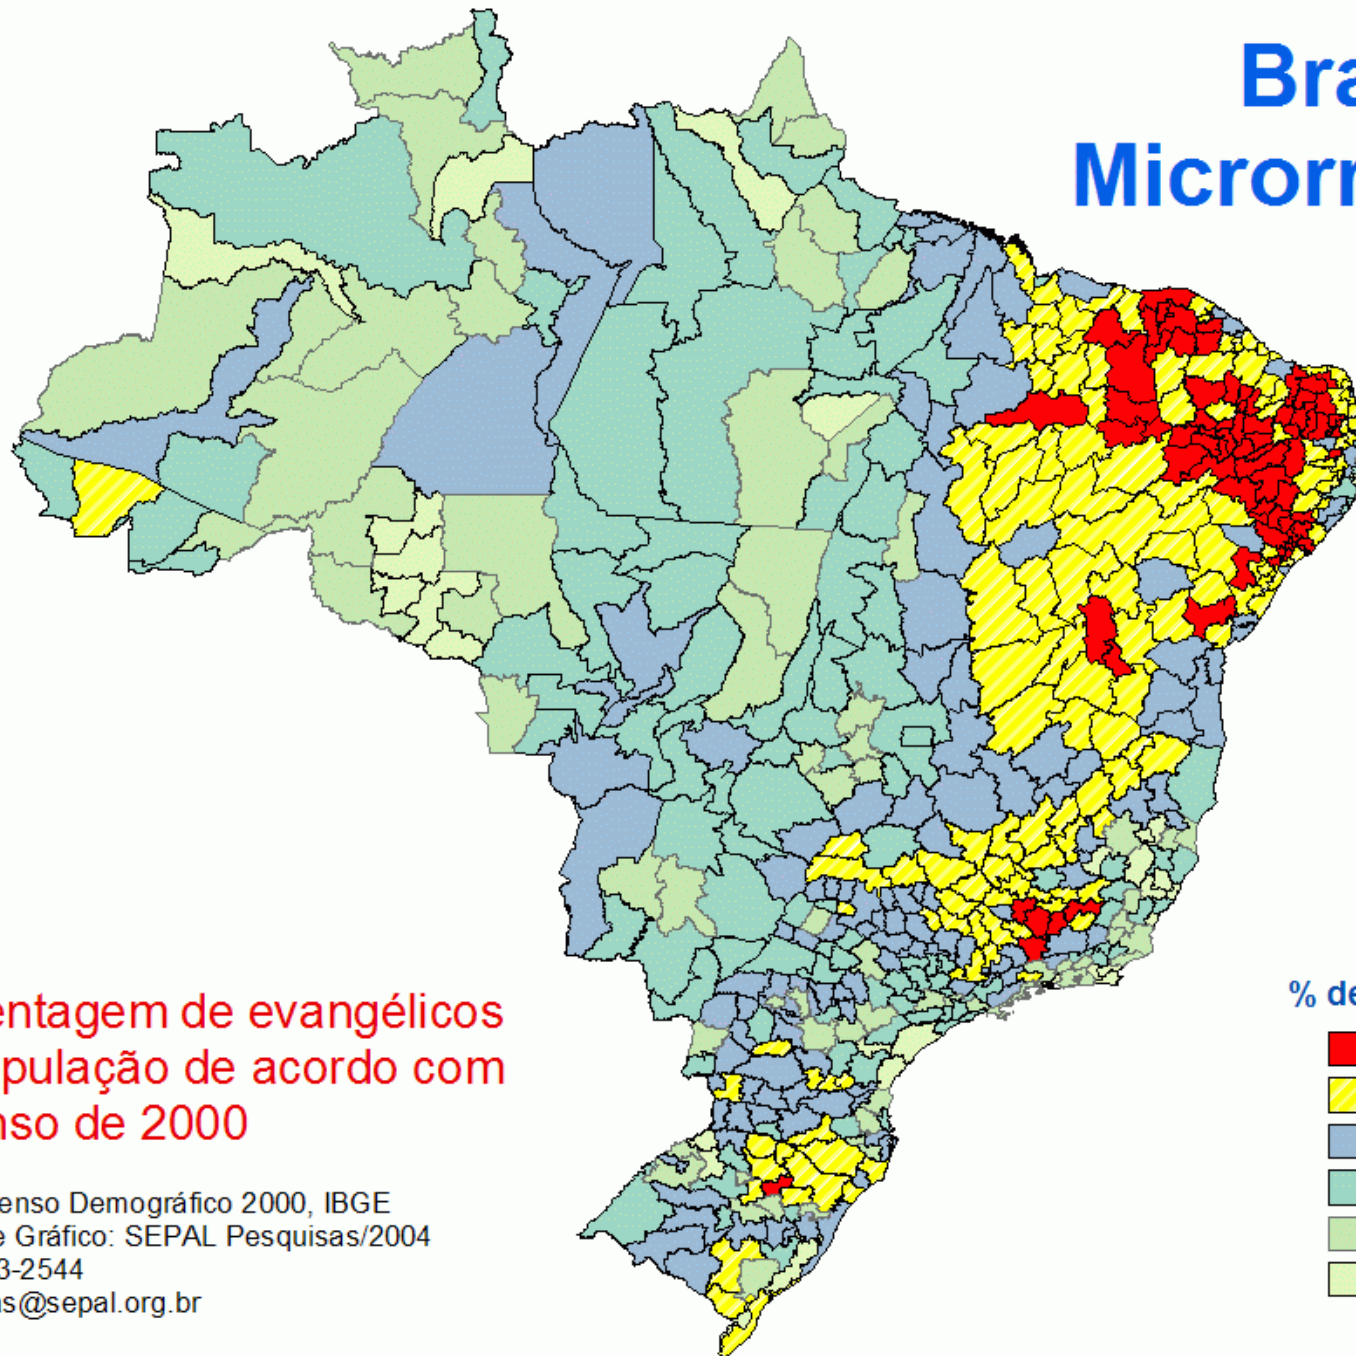 Bra
Microrr
entagem de evangélicos
pulação de acordo com
nso de 2000
enso Demográfico 2000, IBGE
e Gráfico: SEPAL Pesquisas/2004
3-2544
as@sepal.org.br
% de